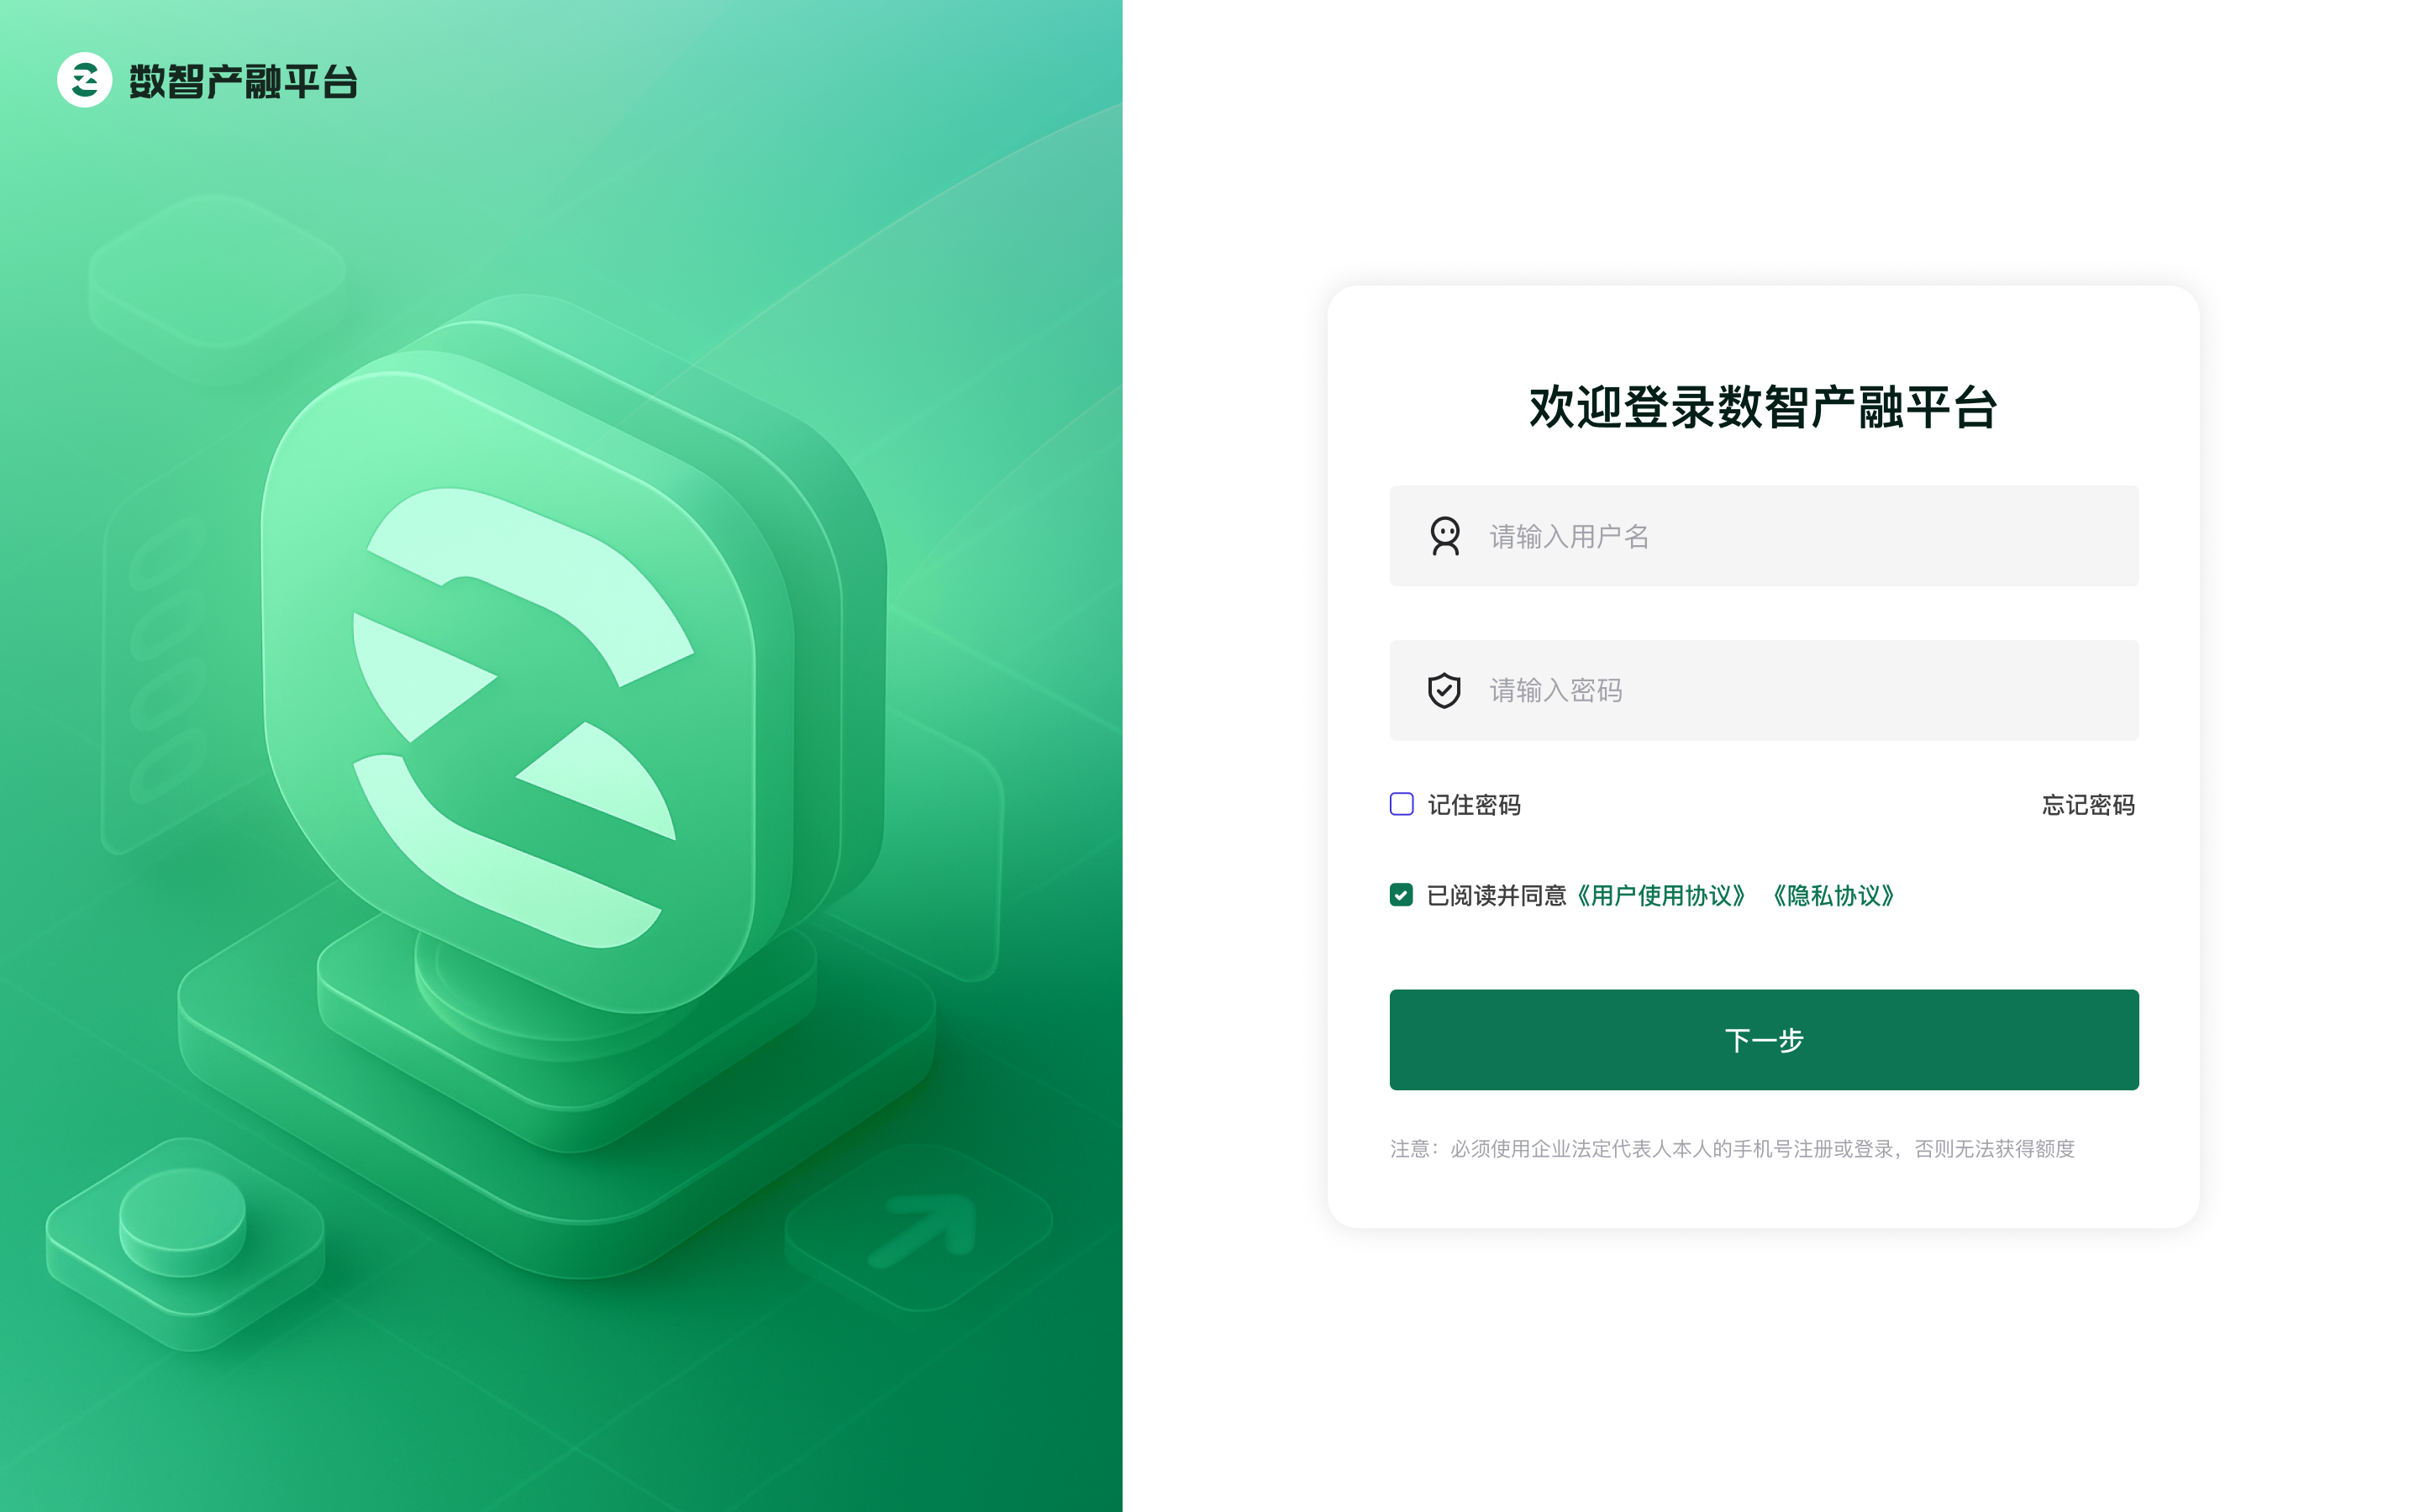 数智产融平台
欢迎登录数智产融平台
请输入用户名
请输入密码
记住密码 忘记密码
已阅读并同意《用户使用协议》 《隐私协议》
下一步
注意：必须使用企业法定代表人本人的手机号注册或登录，否则无法获得额度